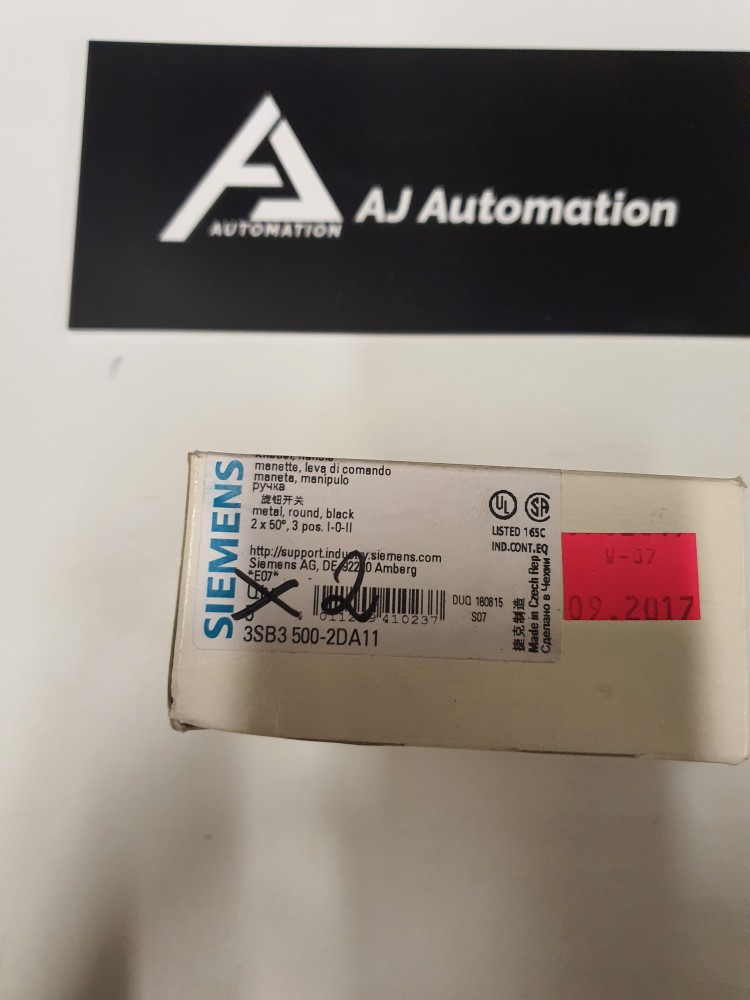 AUTOMATION
AJ Automation
SIEMENS
manette, leva di comando
maneta, manipulo
ручка
旋钮开关
metal, round, black
2 x 50°, 3 pos. I-0-II
http://support.industry.siemens.com
Siemens AG, DE-92220 Amberg
*E07*
2
3SB3 500-2DA11
UL
SA
LISTED 165C
IND.CONT.EQ
DUQ 160815
S07
捷克制造
Made in Czech Rep
Сделано в Чехии
W-07
09.2017